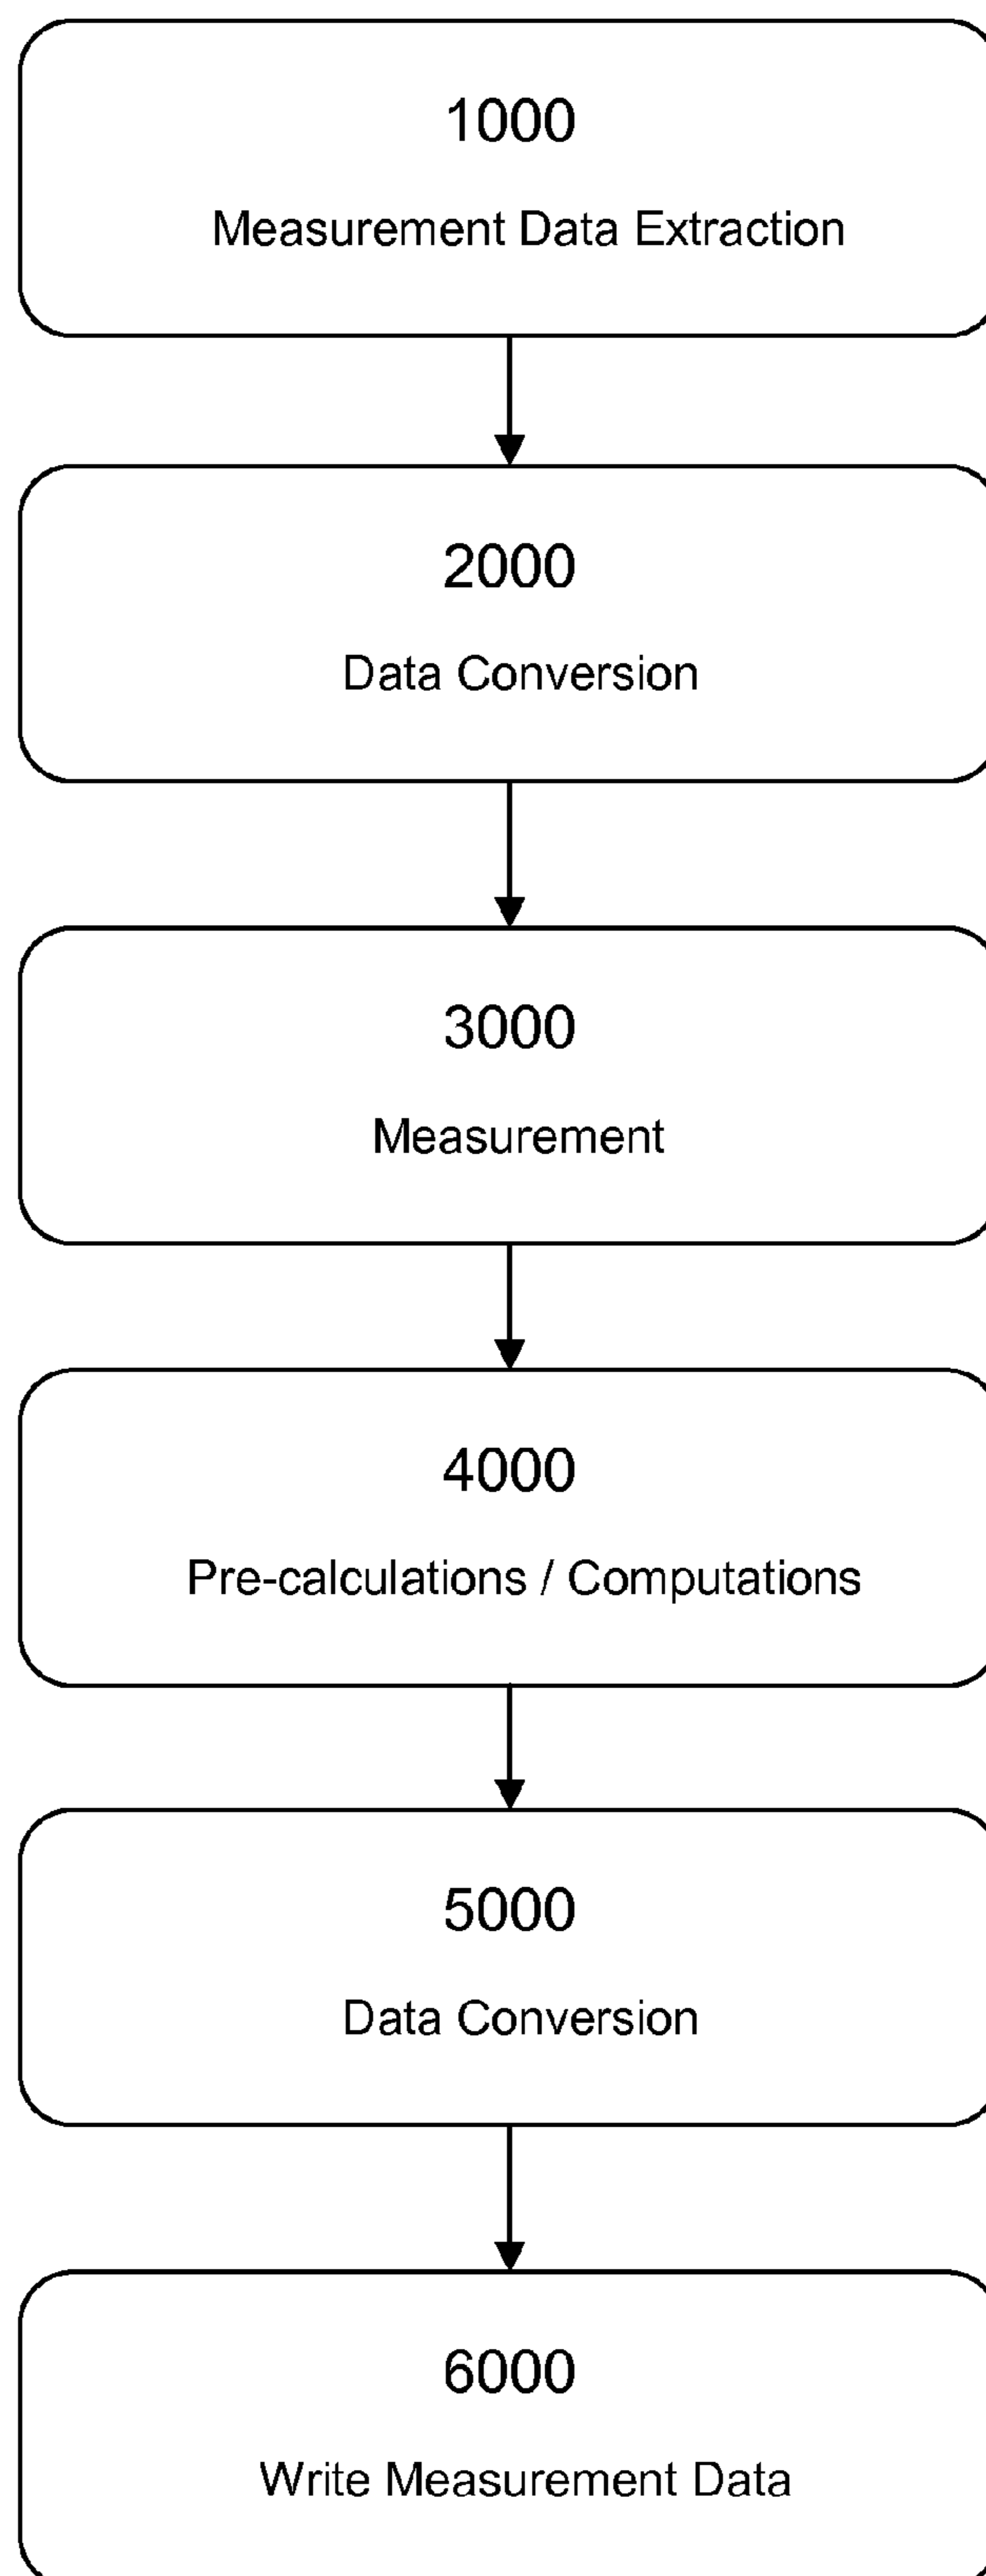 1000
Measurement Data Extraction
2000
Data Conversion
3000
Measurement
4000
Pre-calculations / Computations
5000
Data Conversion
6000
Write Measurement Data